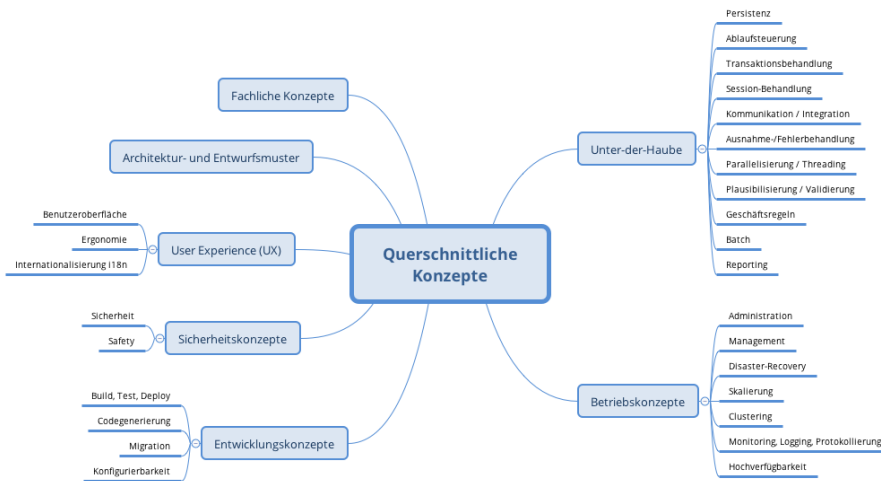 Querschnittliche
Konzepte
Fachliche Konzepte
Architektur- und Entwurfsmuster
User Experience (UX)
Benutzeroberfläche
Ergonomie
Internationalisierung i18n
Sicherheitskonzepte
Sicherheit
Safety
Entwicklungskonzepte
Build, Test, Deploy
Codegenerierung
Migration
Konfigurierbarkeit
Unter-der-Haube
Persistenz
Ablaufsteuerung
Transaktionsbehandlung
Session-Behandlung
Kommunikation / Integration
Ausnahme-/Fehlerbehandlung
Parallelisierung / Threading
Plausibilisierung / Validierung
Geschäftsregeln
Batch
Reporting
Betriebskonzepte
Administration
Management
Disaster-Recovery
Skalierung
Clustering
Monitoring, Logging, Protokollierung
Hochverfügbarkeit